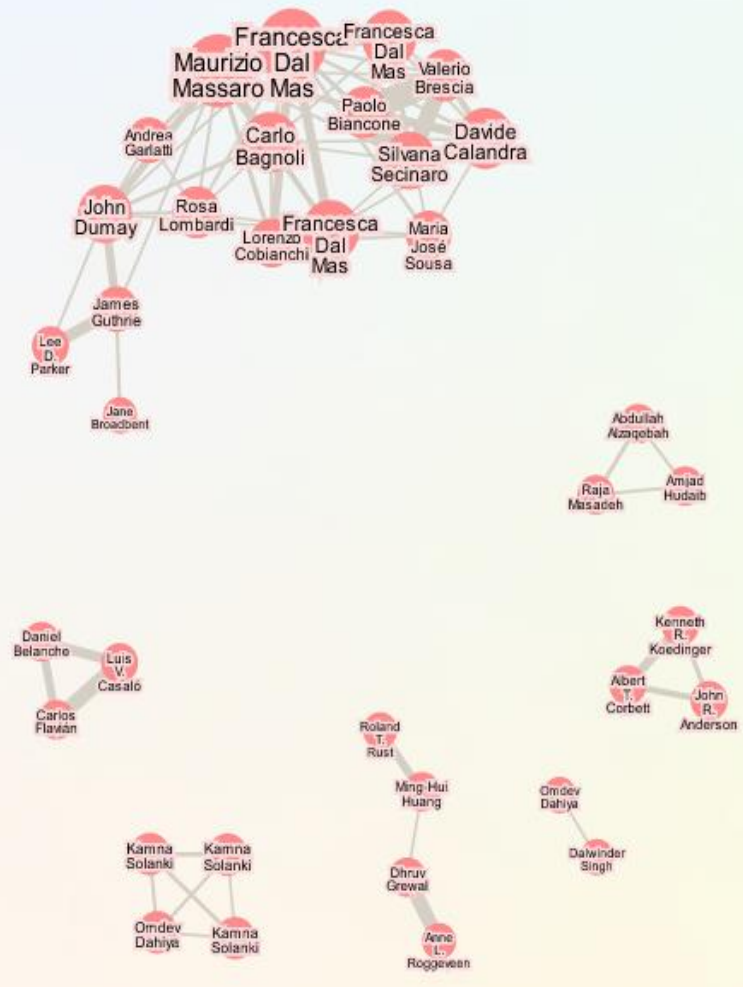 Francesca
Dal
Mas
Francesca
Dal
Mas
Maurizio
Massaro
Valerio
Brescia
Paolo
Biancone
Andrea
Garlatti
Carlo
Bagnoli
Silvana
Secinaro
Davide
Calandra
John
Dumay
Rosa
Lombardi
Lorenzo
Cobianchi
Francesca
Dal
Mas
Maria
José
Sousa
James
Guthrie
Lee
D.
Parker
Jane
Broadbent
Abdullah
Alzaqebah
Raja
Masadeh
Amjad
Hudaib
Daniel
Belanche
Luis
V.
Casaló
Carlos
Flavián
Kenneth
R.
Koedinger
Albert
T.
Corbett
John
R.
Anderson
Roland
T.
Rust
Ming-Hui
Huang
Dhruv
Grewal
Anne
L.
Roggeveen
Omdev
Dahiya
Dalwinder
Singh
Kamna
Solanki
Kamna
Solanki
Omdev
Dahiya
Kamna
Solanki